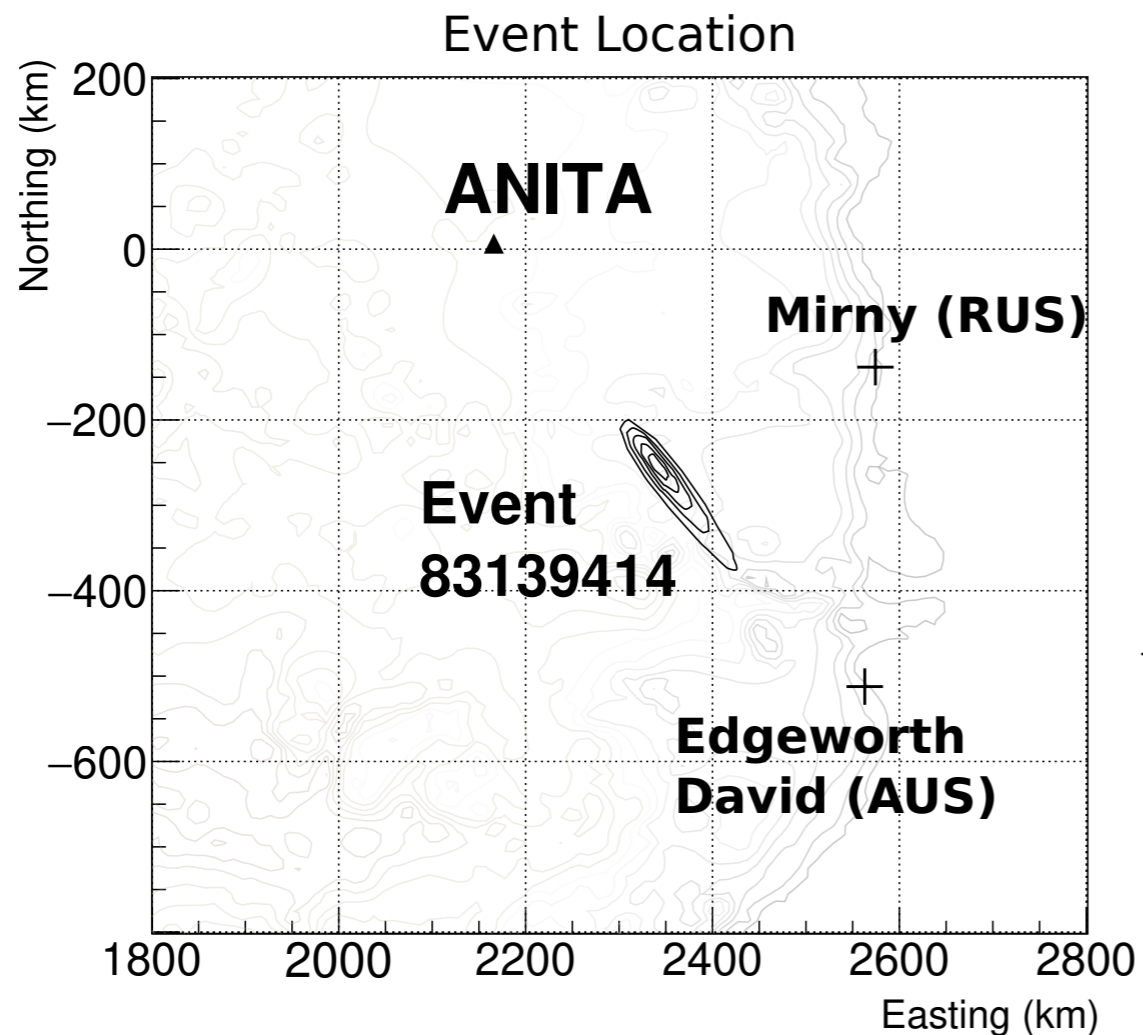 Event Location
Northing (km)
200
0
−200
−400
−600
ANITA
Mirny (RUS)
Event
83139414
Edgeworth
David (AUS)
1800 2000 2200 2400 2600 2800
Easting (km)